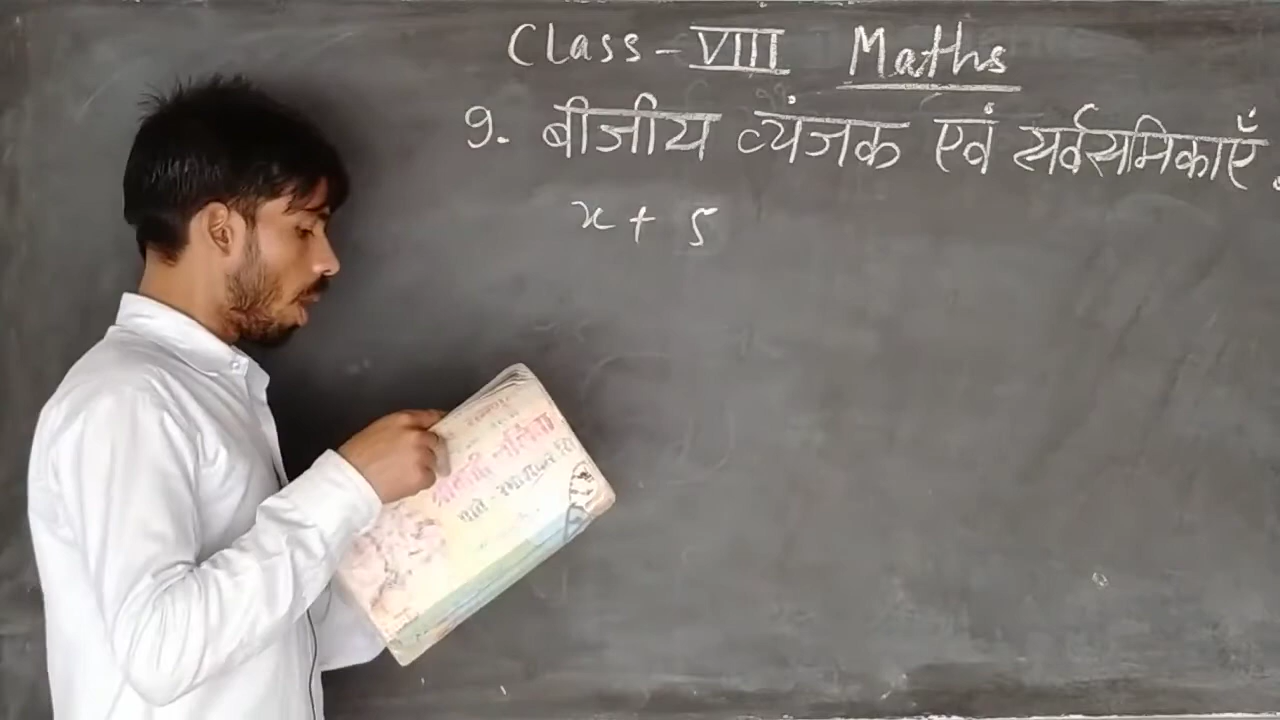 Class - VIII Maths
9. बीजीय व्यंजक एवं सर्वसमिकाएँ .
x + 5